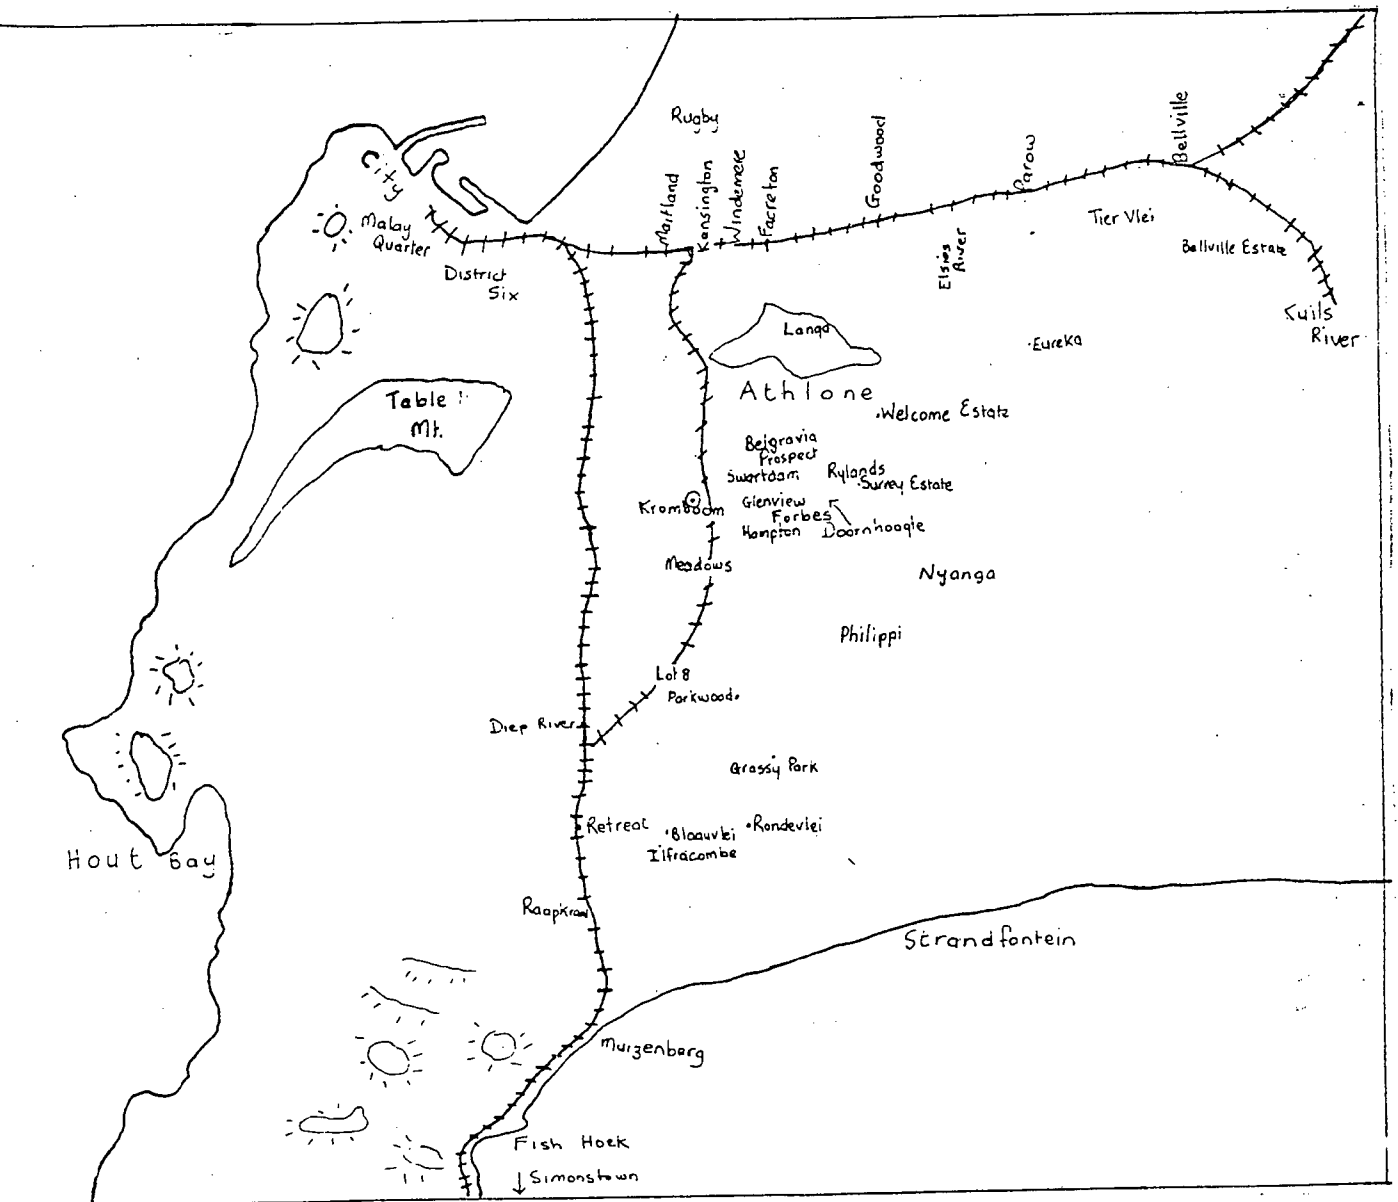 Rugby
City
Malay
Quarter
District
Six
Maitland
Kensington
Windemere
Facreton
Goodwood
Elsies
River
Parow
Tier Vlei
Bellville
Bellville Estate
Kuils
River
Langa
Eureka
Athlone
Welcome Estate
Table
Mt.
Belgravia
Prospect
Swartdam
Rylands
Surrey Estate
Kromboom
Glenview
Forbes
Hampton
Doornhoogte
Meadows
Nyanga
Philippi
Lot 8
Parkwood
Diep River
Grassy Park
Retreat
Blaauvlei
Rondevlei
Ilfracombe
Hout Bay
Raapkraal
Strandfontein
Muizenberg
Fish Hoek
↓ Simonstown